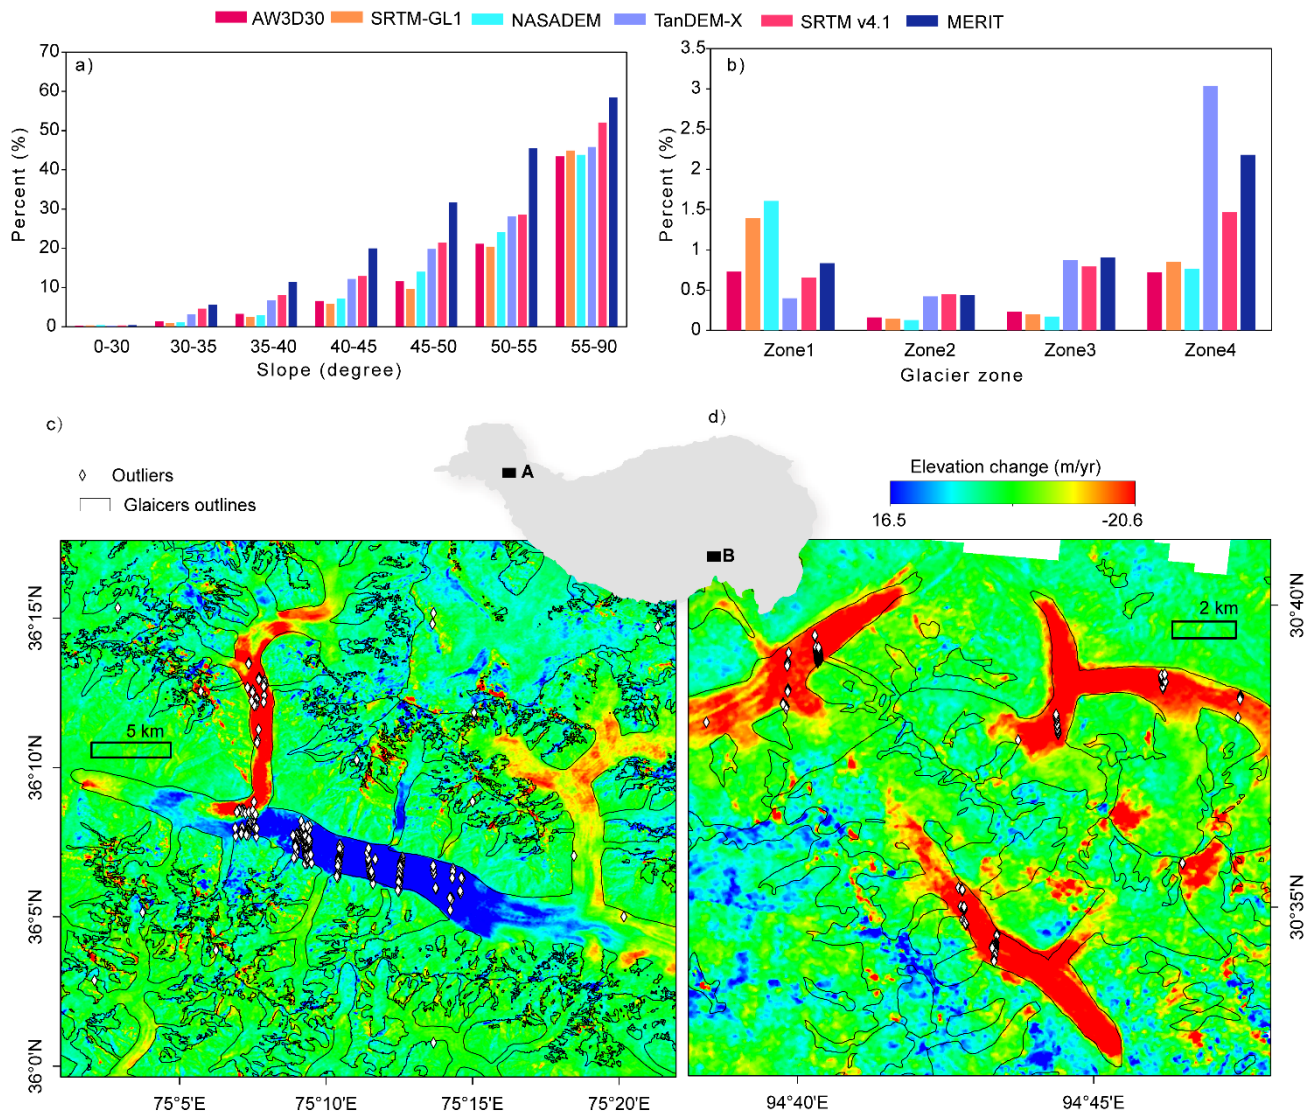 AW3D30 SRTM-GL1 NASADEM TanDEM-X SRTM v4.1 MERIT
a)
Percent (%)
70
60
50
40
30
20
10
0
0-30 30-35 35-40 40-45 45-50 50-55 55-90
Slope (degree)
b)
Percent (%)
3.5
3
2.5
2
1.5
1
0.5
0
Zone1 Zone2 Zone3 Zone4
Glacier zone
c)
Outliers
Glaicers outlines
A
B
d)
Elevation change (m/yr)
16.5 -20.6
36°15'N
36°10'N
36°5'N
36°0'N
5 km
75°5'E 75°10'E 75°15'E 75°20'E
2 km
30°40'N
30°35'N
94°40'E 94°45'E